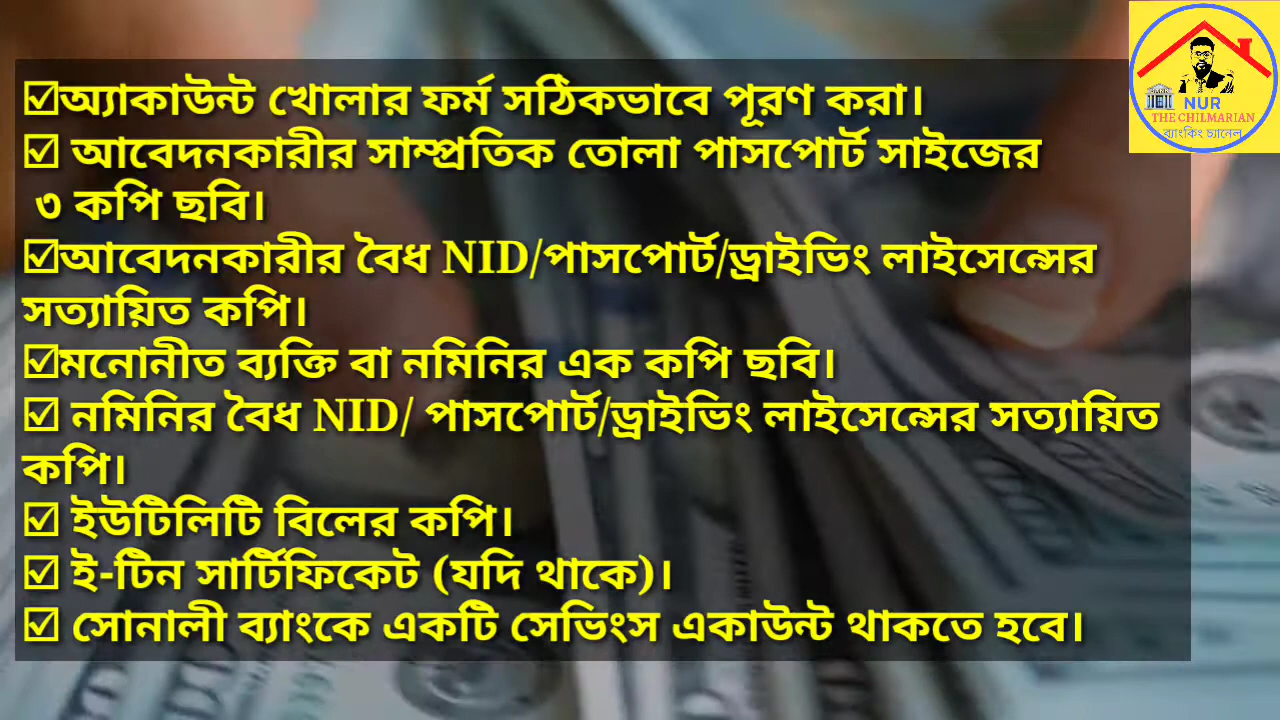 ☑অ্যাকাউন্ট খোলার ফর্ম সঠিকভাবে পূরণ করা।
☑ আবেদনকারীর সাম্প্রতিক তোলা পাসপোর্ট সাইজের
৩ কপি ছবি।
☑আবেদনকারীর বৈধ NID/পাসপোর্ট/ড্রাইভিং লাইসেন্সের
সত্যায়িত কপি।
☑মনোনীত ব্যক্তি বা নমিনির এক কপি ছবি।
☑ নমিনির বৈধ NID/ পাসপোর্ট/ড্রাইভিং লাইসেন্সের সত্যায়িত
কপি।
☑ ইউটিলিটি বিলের কপি।
☑ ই-টিন সার্টিফিকেট (যদি থাকে)।
☑ সোনালী ব্যাংকে একটি সেভিংস একাউন্ট থাকতে হবে।
NUR
THE CHILMARIAN
ব্যাংকিং চ্যানেল